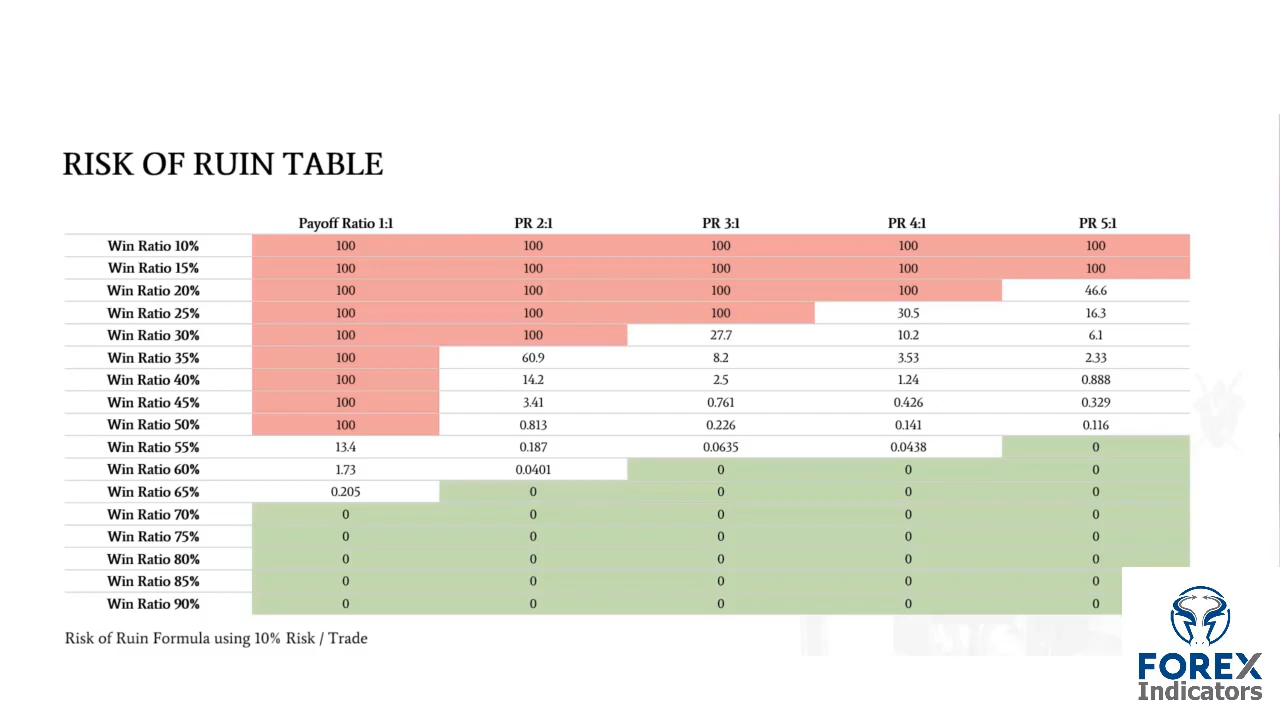 RISK OF RUIN TABLE
Payoff Ratio 1:1 PR 2:1 PR 3:1 PR 4:1 PR 5:1
Win Ratio 10% 100 100 100 100 100
Win Ratio 15% 100 100 100 100 100
Win Ratio 20% 100 100 100 100 46.6
Win Ratio 25% 100 100 100 30.5 16.3
Win Ratio 30% 100 100 27.7 10.2 6.1
Win Ratio 35% 100 60.9 8.2 3.53 2.33
Win Ratio 40% 100 14.2 2.5 1.24 0.888
Win Ratio 45% 100 3.41 0.761 0.426 0.329
Win Ratio 50% 100 0.813 0.226 0.141 0.116
Win Ratio 55% 13.4 0.187 0.0635 0.0438 0
Win Ratio 60% 1.73 0.0401 0 0 0
Win Ratio 65% 0.205 0 0 0 0
Win Ratio 70% 0 0 0 0 0
Win Ratio 75% 0 0 0 0 0
Win Ratio 80% 0 0 0 0 0
Win Ratio 85% 0 0 0 0 0
Win Ratio 90% 0 0 0 0 0
Risk of Ruin Formula using 10% Risk / Trade
FOREX
Indicators